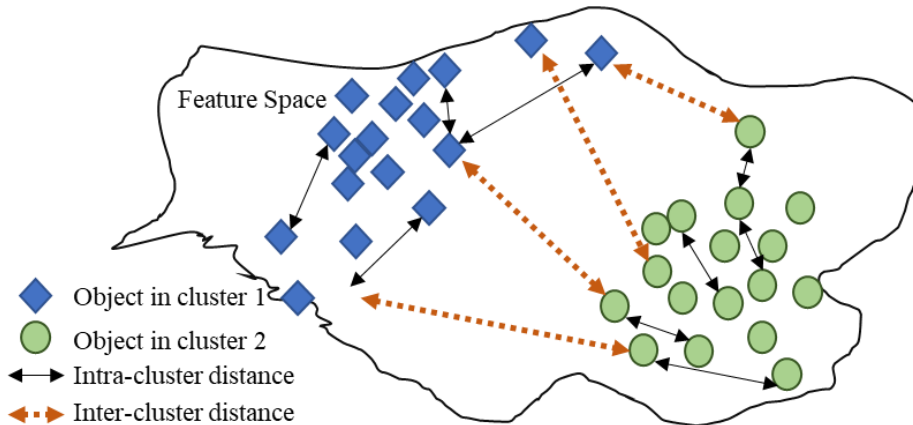 Feature Space
Object in cluster 1
Object in cluster 2
Intra-cluster distance
Inter-cluster distance